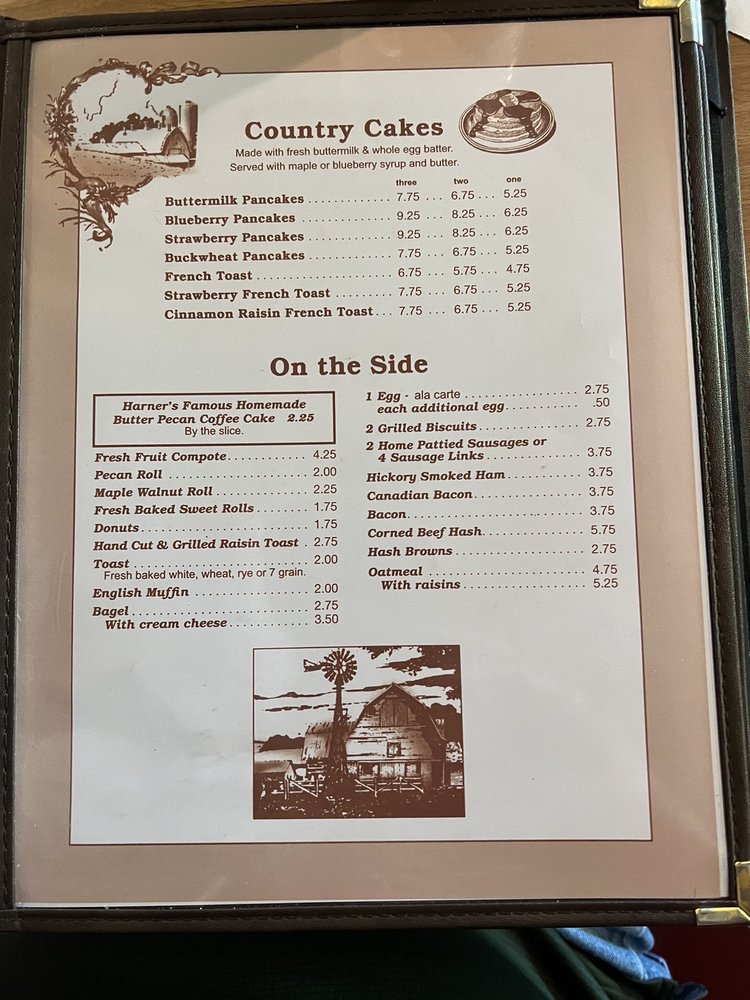 Country Cakes
Made with fresh buttermilk & whole egg batter.
Served with maple or blueberry syrup and butter.
three two one
Buttermilk Pancakes . . . . . . . . . . . . . 7.75 . . . 6.75 . . . 5.25
Blueberry Pancakes . . . . . . . . . . . . . 9.25 . . . 8.25 . . . 6.25
Strawberry Pancakes . . . . . . . . . . . . 9.25 . . . 8.25 . . . 6.25
Buckwheat Pancakes . . . . . . . . . . . . 7.75 . . . 6.75 . . . 5.25
French Toast . . . . . . . . . . . . . . . . . . . 6.75 . . . 5.75 . . . 4.75
Strawberry French Toast . . . . . . . . 7.75 . . . 6.75 . . . 5.25
Cinnamon Raisin French Toast . . . 7.75 . . . 6.75 . . . 5.25
On the Side
Harner's Famous Homemade
Butter Pecan Coffee Cake 2.25
By the slice.
Fresh Fruit Compote . . . . . . . . . . . 4.25
Pecan Roll . . . . . . . . . . . . . . . . . . . 2.00
Maple Walnut Roll . . . . . . . . . . . . 2.25
Fresh Baked Sweet Rolls . . . . . . . 1.75
Donuts . . . . . . . . . . . . . . . . . . . . . . . 1.75
Hand Cut & Grilled Raisin Toast . 2.75
Toast . . . . . . . . . . . . . . . . . . . . . . . . 2.00
Fresh baked white, wheat, rye or 7 grain.
English Muffin . . . . . . . . . . . . . . . 2.00
Bagel . . . . . . . . . . . . . . . . . . . . . . . . 2.75
With cream cheese . . . . . . . . . . . 3.50
1 Egg - ala carte . . . . . . . . . . . . . . . . 2.75
each additional egg . . . . . . . . . . .50
2 Grilled Biscuits . . . . . . . . . . . . . . 2.75
2 Home Pattied Sausages or
4 Sausage Links . . . . . . . . . . . . . 3.75
Hickory Smoked Ham . . . . . . . . . . . 3.75
Canadian Bacon . . . . . . . . . . . . . . . 3.75
Bacon . . . . . . . . . . . . . . . . . . . . . . . . 3.75
Corned Beef Hash . . . . . . . . . . . . . . 5.75
Hash Browns . . . . . . . . . . . . . . . . . . 2.75
Oatmeal . . . . . . . . . . . . . . . . . . . . . . 4.75
With raisins . . . . . . . . . . . . . . . . . 5.25